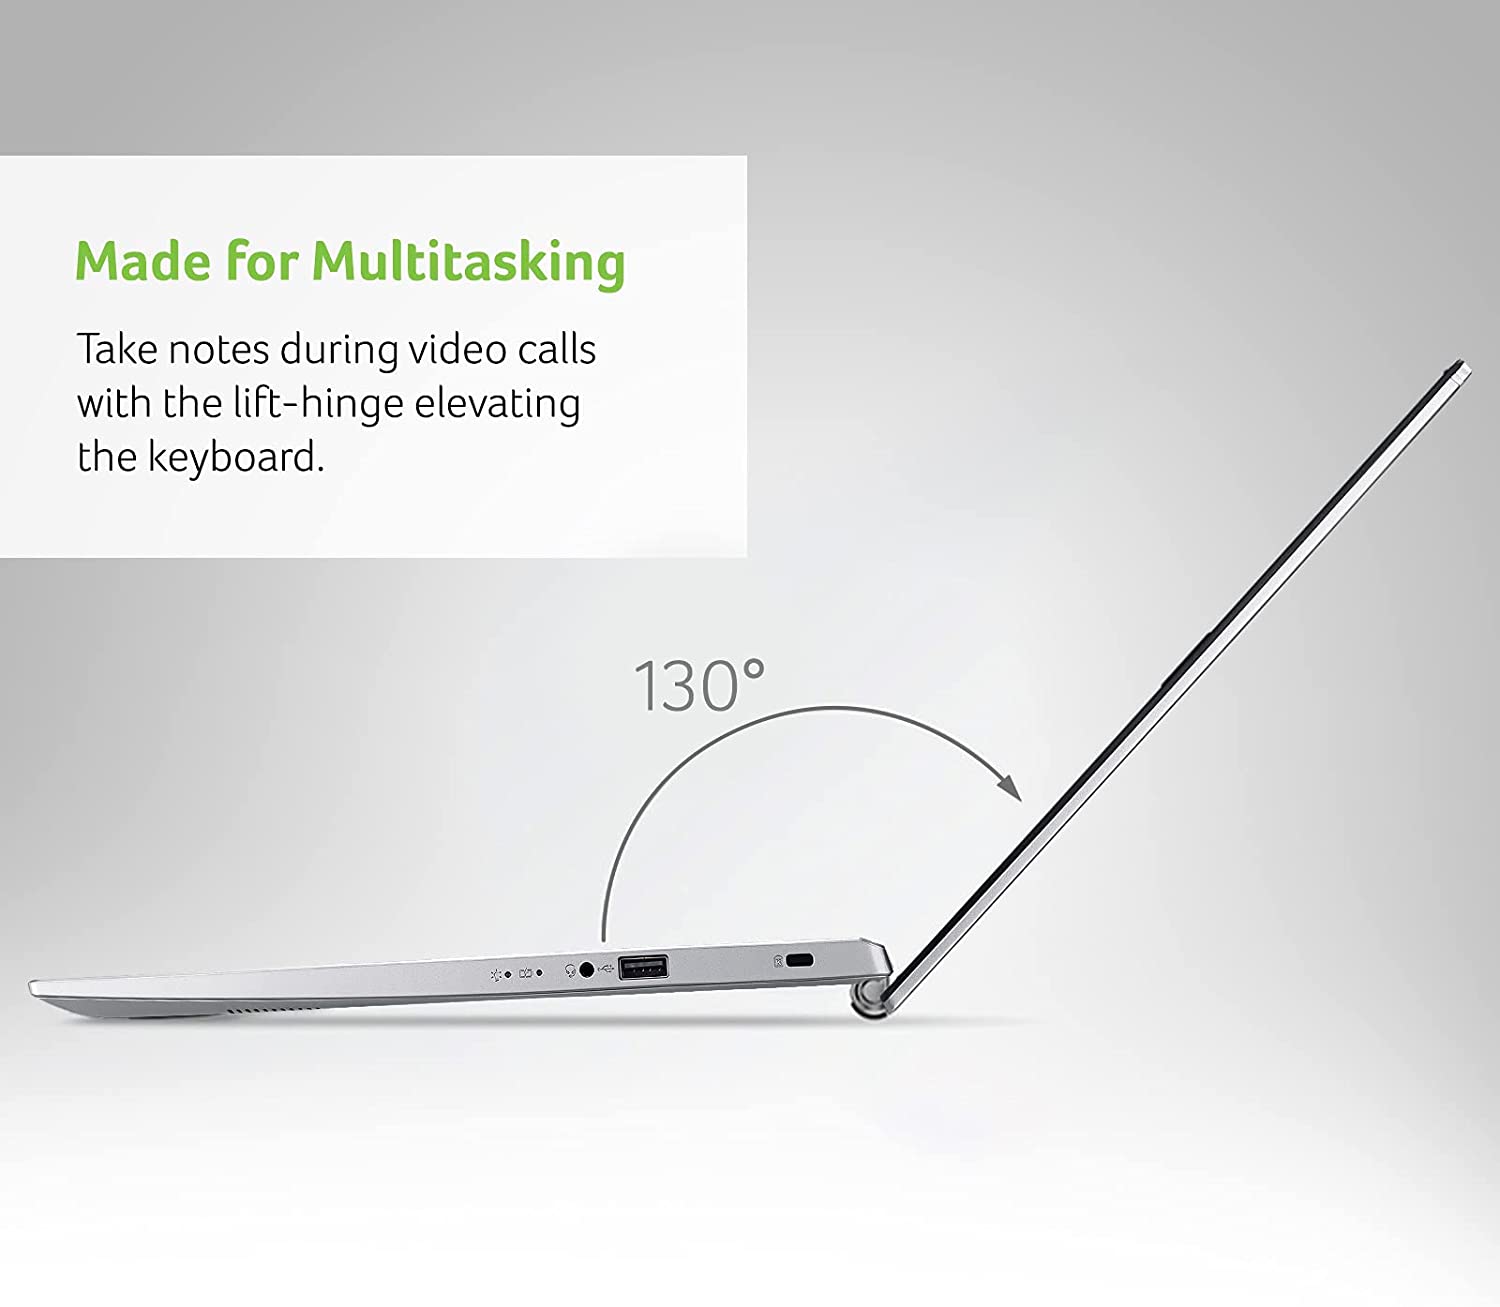 Made for Multitasking
Take notes during video calls
with the lift-hinge elevating
the keyboard.
130°